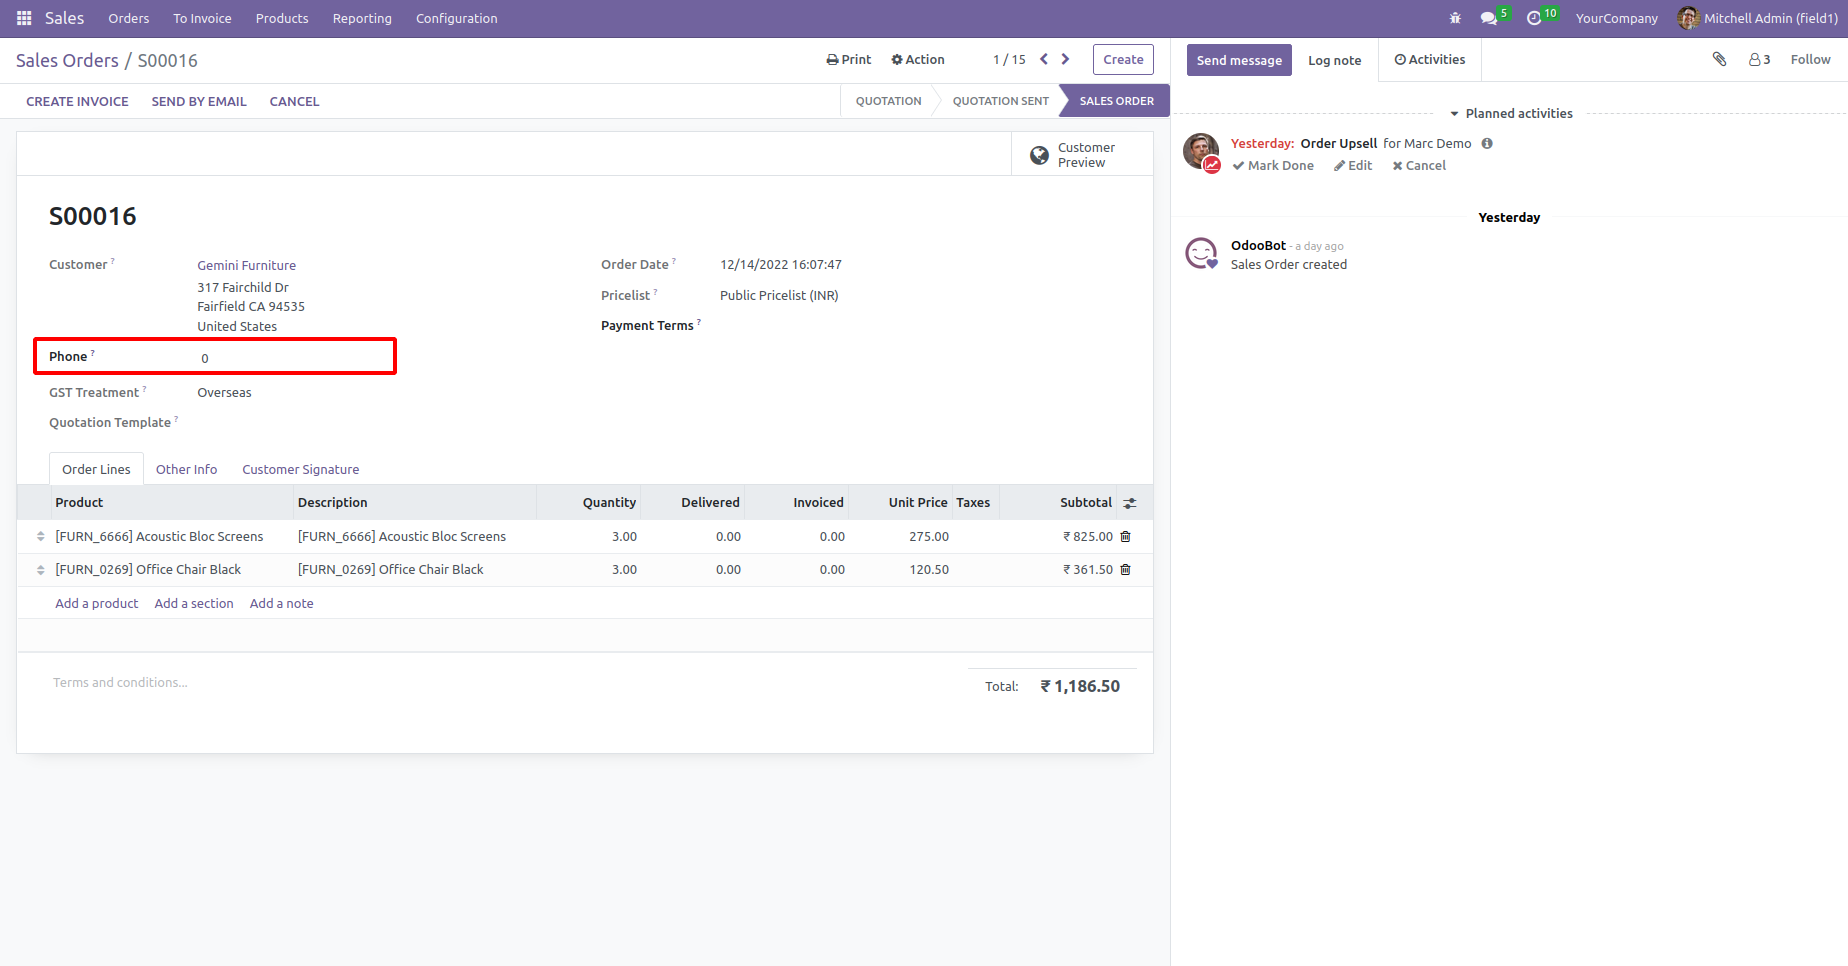 Sales Orders To Invoice Products Reporting Configuration 5 10 YourCompany Mitchell Admin (field1)
Sales Orders / S00016 Print Action 1 / 15 Create
CREATE INVOICE SEND BY EMAIL CANCEL QUOTATION QUOTATION SENT SALES ORDER
Customer
Preview
S00016
Customer ? Gemini Furniture
317 Fairchild Dr
Fairfield CA 94535
United States
Phone ? 0
GST Treatment ? Overseas
Quotation Template ?
Order Date ? 12/14/2022 16:07:47
Pricelist ? Public Pricelist (INR)
Payment Terms ?
Order Lines Other Info Customer Signature
Product Description Quantity Delivered Invoiced Unit Price Taxes Subtotal
[FURN_6666] Acoustic Bloc Screens [FURN_6666] Acoustic Bloc Screens 3.00 0.00 0.00 275.00 ₹ 825.00
[FURN_0269] Office Chair Black [FURN_0269] Office Chair Black 3.00 0.00 0.00 120.50 ₹ 361.50
Add a product Add a section Add a note
Terms and conditions...
Total: ₹ 1,186.50
Send message Log note Activities 3 Follow
Planned activities
Yesterday: Order Upsell for Marc Demo
Mark Done Edit Cancel
Yesterday
OdooBot - a day ago
Sales Order created